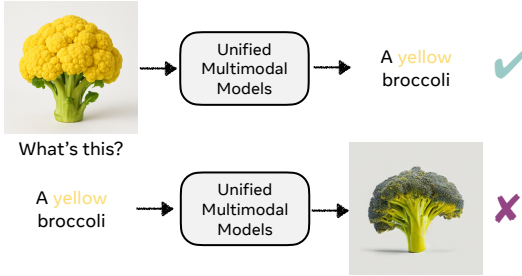 Unified
Multimodal
Models
A yellow
broccoli
What's this?
A yellow
broccoli
Unified
Multimodal
Models